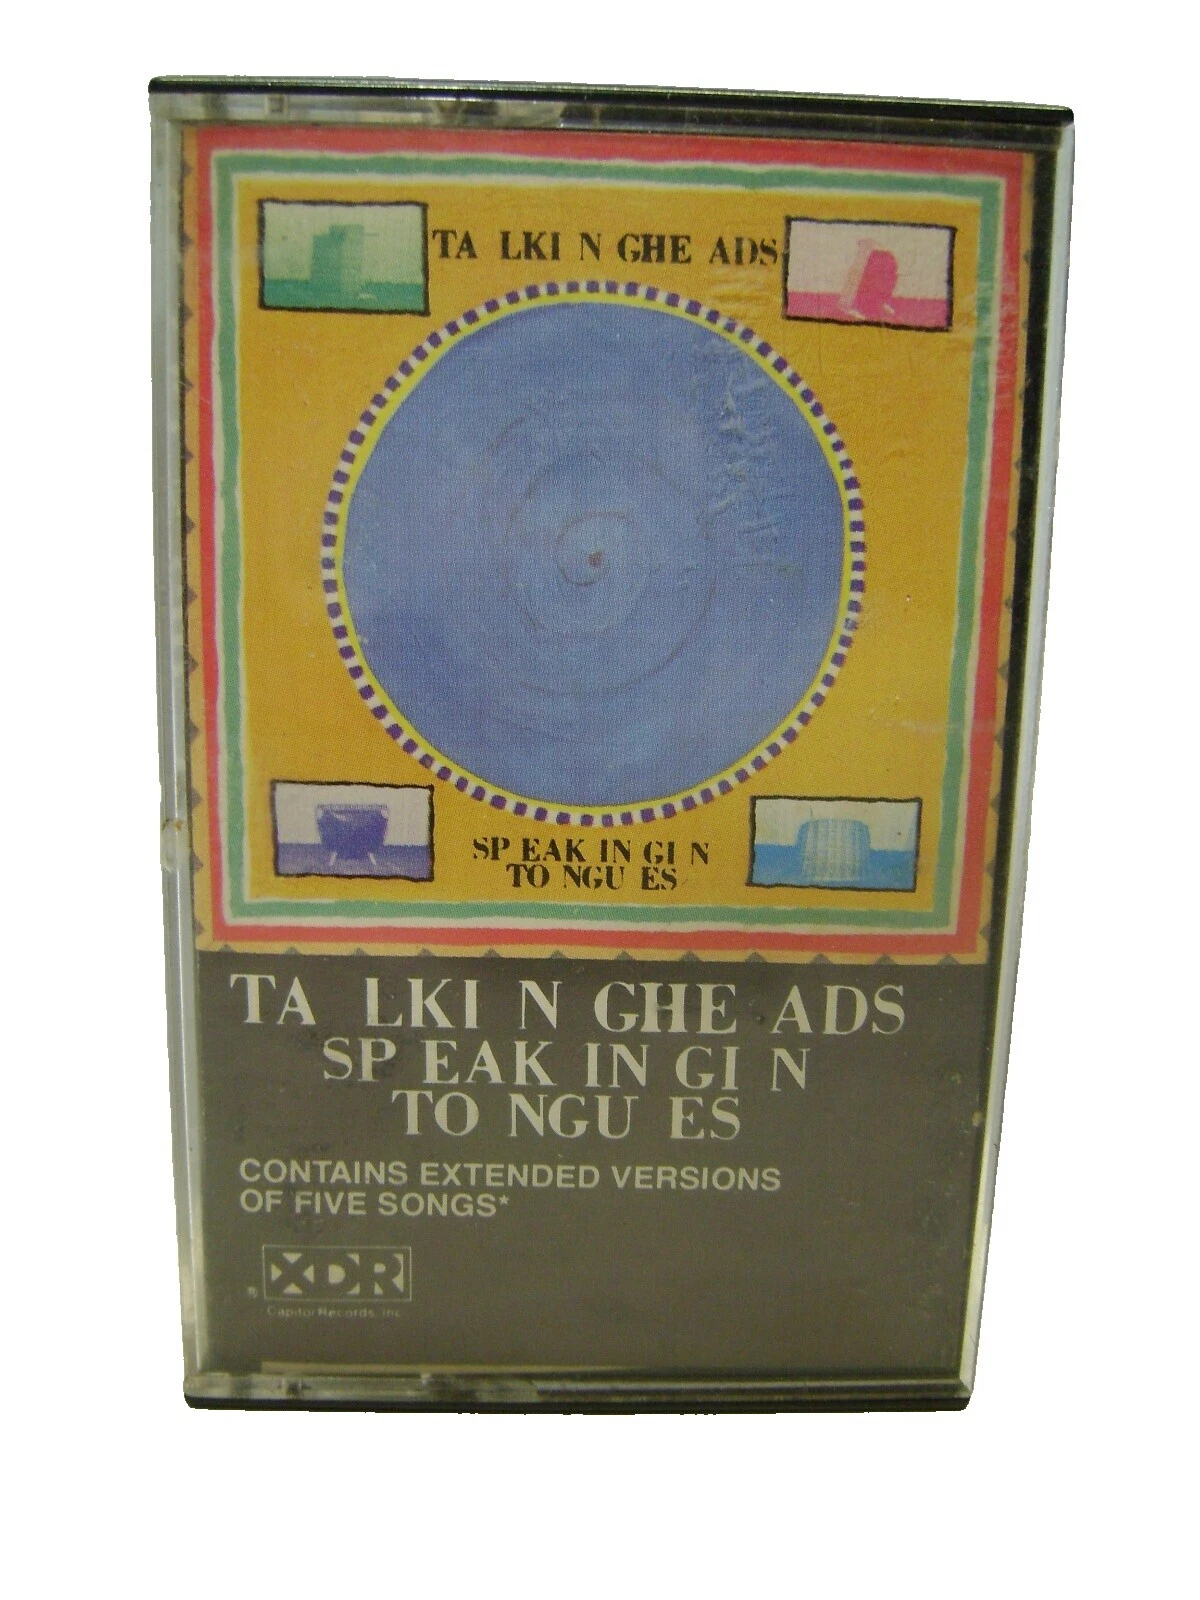 TA LKI N GHE ADS
SP EAK IN GI N
TO NGU ES
TA LKI N GHE ADS
SP EAK IN GI N
TO NGU ES
CONTAINS EXTENDED VERSIONS
OF FIVE SONGS*
® XDR
Capitol Records, Inc.